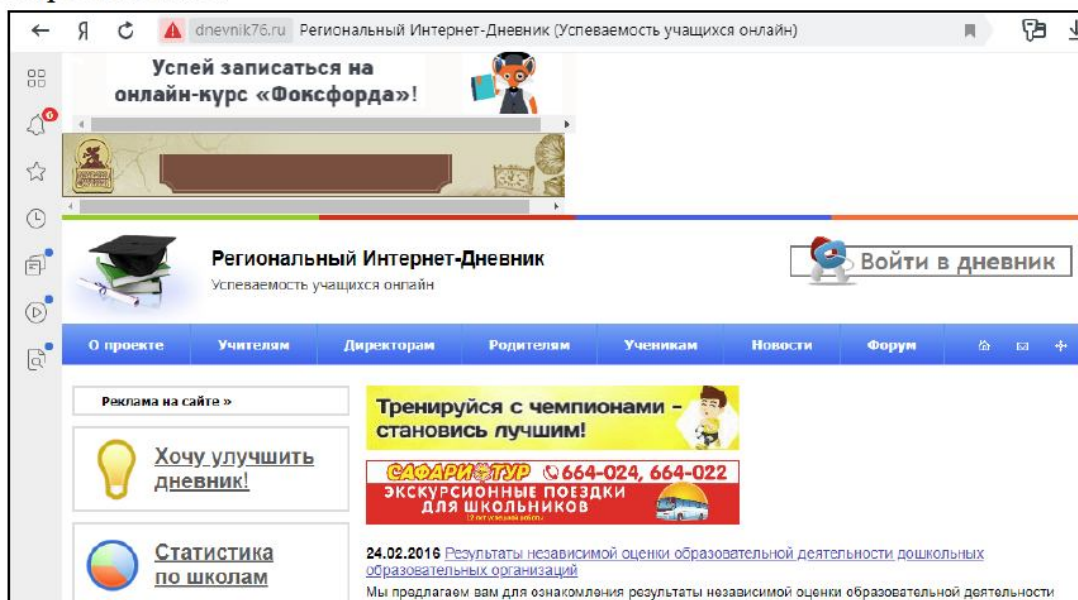 Я dnevnik76.ru Региональный Интернет-Дневник (Успеваемость учащихся онлайн)
6
Успей записаться на
онлайн-курс «Фоксфорда»!
Региональный Интернет-Дневник
Успеваемость учащихся онлайн
Войти в дневник
О проекте Учителям Директорам Родителям Ученикам Новости Форум
Реклама на сайте »
Хочу улучшить
дневник!
Статистика
по школам
Тренируйся с чемпионами –
становись лучшим!
САФАРИ ТУР 664-024, 664-022
ЭКСКУРСИОННЫЕ ПОЕЗДКИ
ДЛЯ ШКОЛЬНИКОВ
24.02.2016 Результаты независимой оценки образовательной деятельности дошкольных
образовательных организаций
Мы предлагаем вам для ознакомления результаты независимой оценки образовательной деятельности